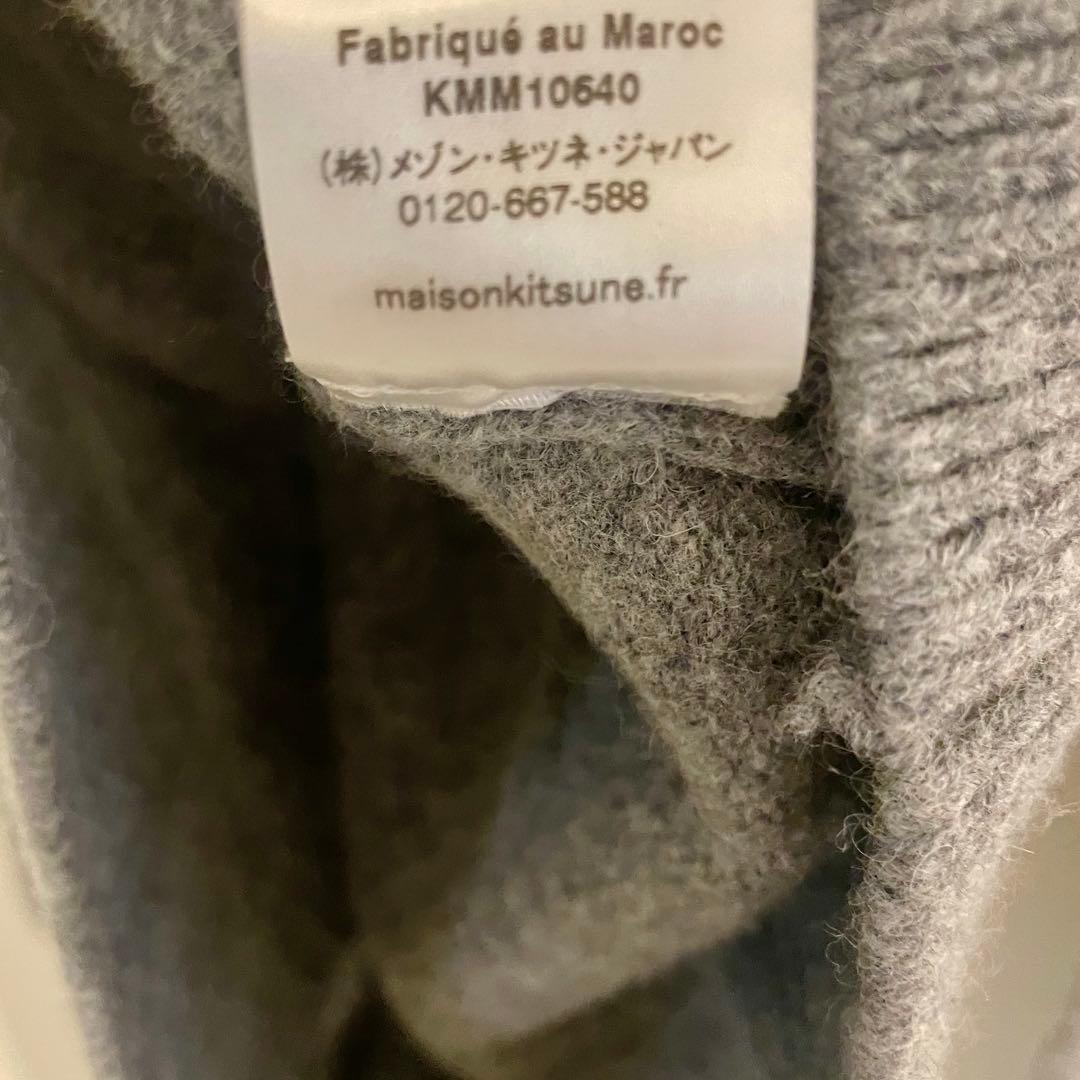 Fabriqué au Maroc
KMM10640
(株)メゾン・キツネ・ジャパン
0120-667-588
maisonkitsune.fr